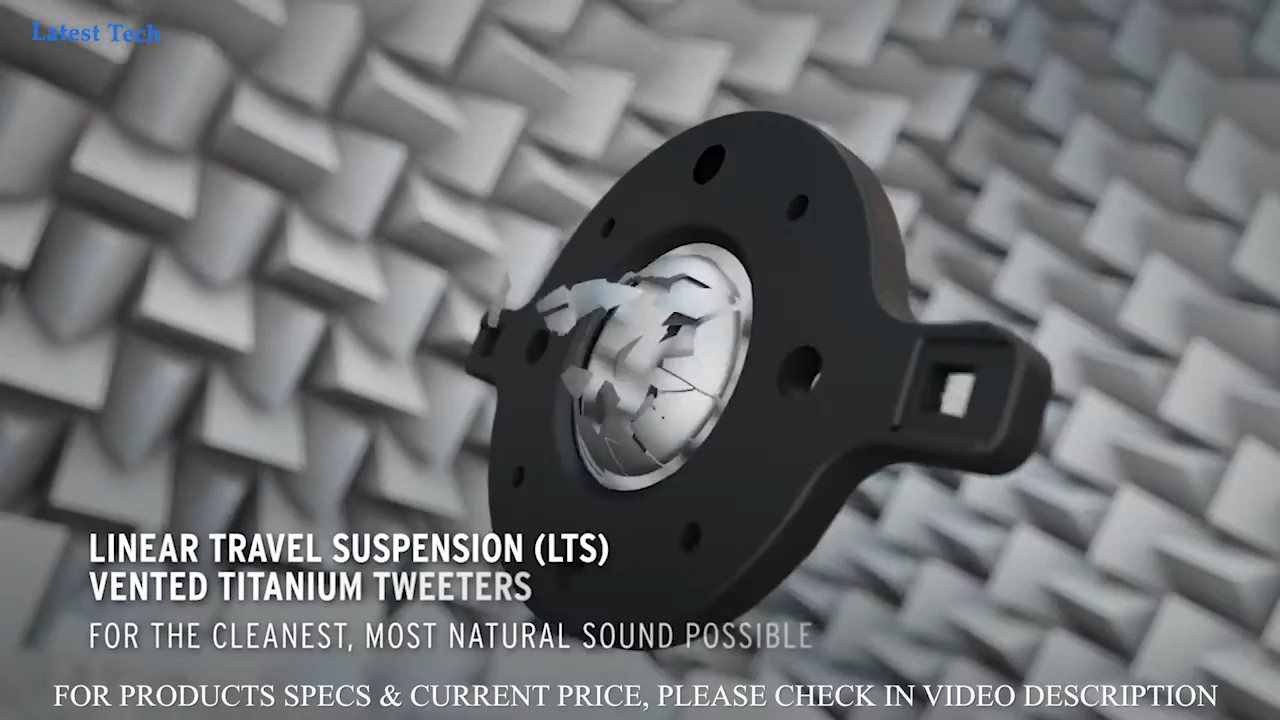 Latest Tech
LINEAR TRAVEL SUSPENSION (LTS)
VENTED TITANIUM TWEETERS
FOR THE CLEANEST, MOST NATURAL SOUND POSSIBLE
FOR PRODUCTS SPECS & CURRENT PRICE, PLEASE CHECK IN VIDEO DESCRIPTION